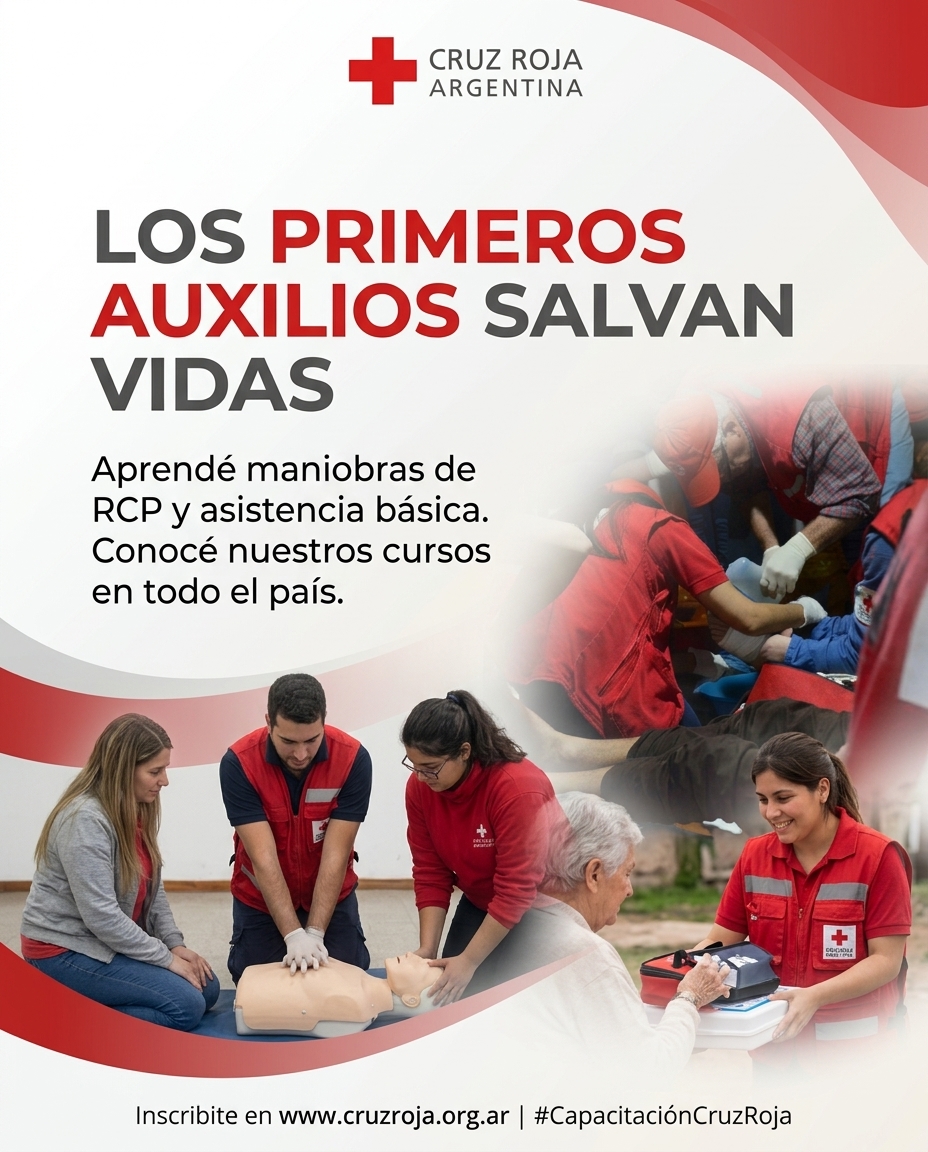 CRUZ ROJA
ARGENTINA
LOS PRIMEROS
AUXILIOS SALVAN
VIDAS
Aprendé maniobras de
RCP y asistencia básica.
Conocé nuestros cursos
en todo el país.
Inscribite en www.cruzroja.org.ar | #CapacitaciónCruzRoja